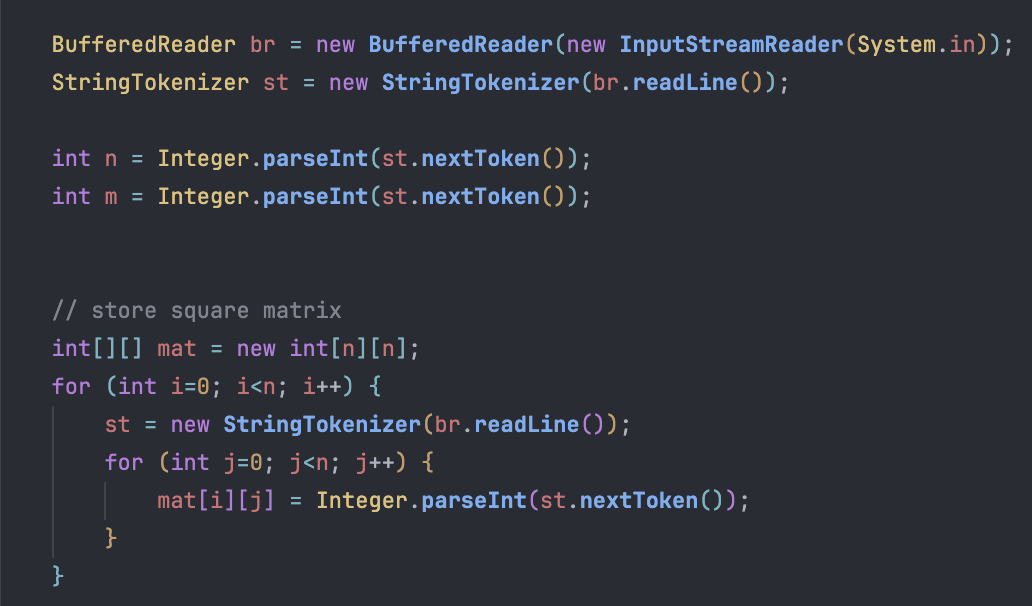 BufferedReader br = new BufferedReader(new InputStreamReader(System.in));
StringTokenizer st = new StringTokenizer(br.readLine());
int n = Integer.parseInt(st.nextToken());
int m = Integer.parseInt(st.nextToken());
// store square matrix
int[][] mat = new int[n][n];
for (int i=0; i<n; i++) {
    st = new StringTokenizer(br.readLine());
    for (int j=0; j<n; j++) {
        mat[i][j] = Integer.parseInt(st.nextToken());
    }
}